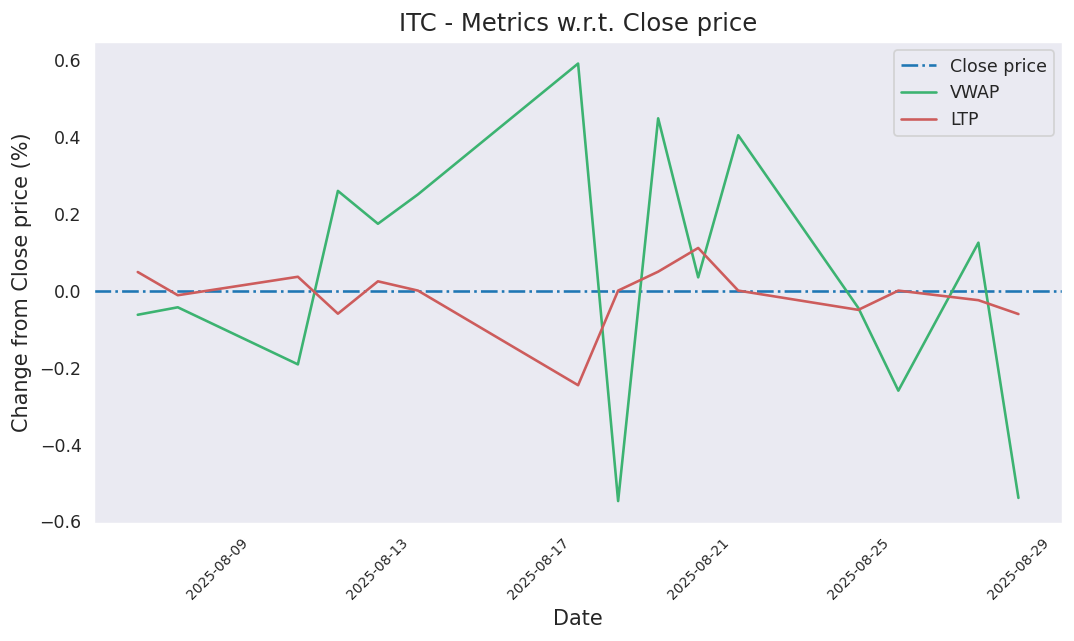 ITC - Metrics w.r.t. Close price
Change from Close price (%)
0.6
0.4
0.2
0.0
−0.2
−0.4
−0.6
Close price
VWAP
LTP
2025-08-09
2025-08-13
2025-08-17
2025-08-21
2025-08-25
2025-08-29
Date